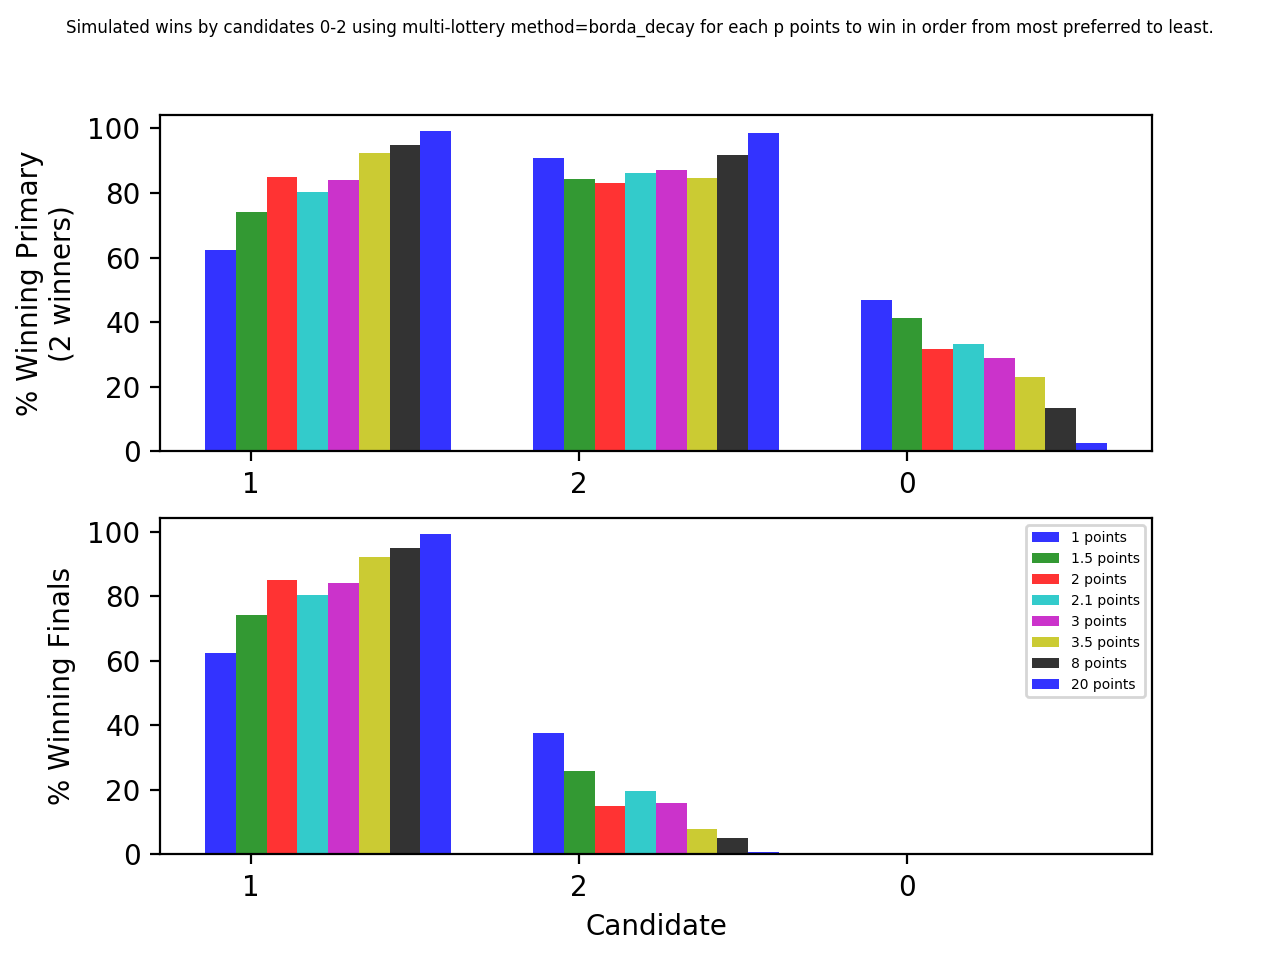 Simulated wins by candidates 0-2 using multi-lottery method=borda_decay for each p points to win in order from most preferred to least.
% Winning Primary
(2 winners)
100
80
60
40
20
0
1
2
0
% Winning Finals
100
80
60
40
20
0
1 points
1.5 points
2 points
2.1 points
3 points
3.5 points
8 points
20 points
1
2
0
Candidate